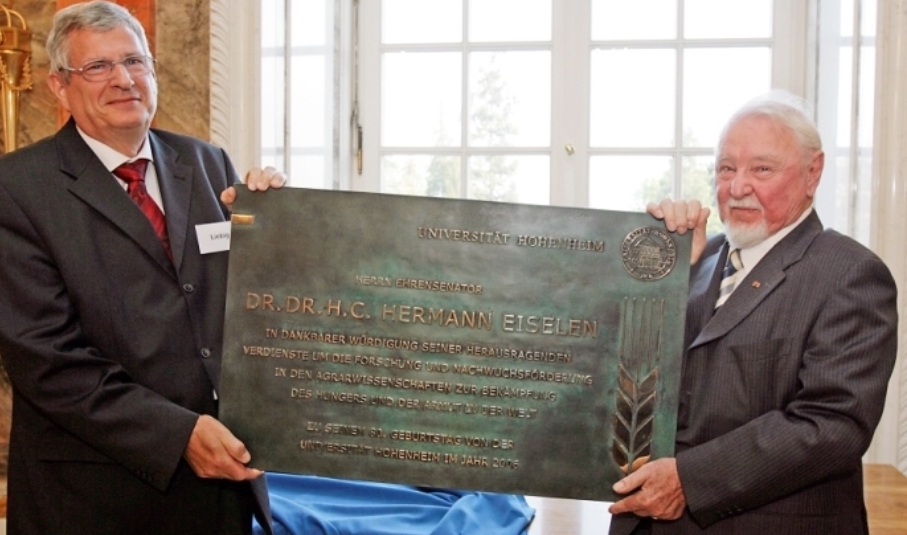 UNIVERSITÄT HOHENHEIM
HERRN EHRENSENATOR
DR. DR. H.C. HERMANN EISELEN
IN DANKBARER WÜRDIGUNG SEINER HERAUSRAGENDEN
VERDIENSTE UM DIE FORSCHUNG UND NACHWUCHSFÖRDERUNG
IN DEN AGRARWISSENSCHAFTEN ZUR BEKÄMPFUNG
DES HUNGERS UND DER ARMUT IN DER WELT
ZU SEINEM 80. GEBURTSTAG VON DER
UNIVERSITÄT HOHENHEIM IM JAHR 2006